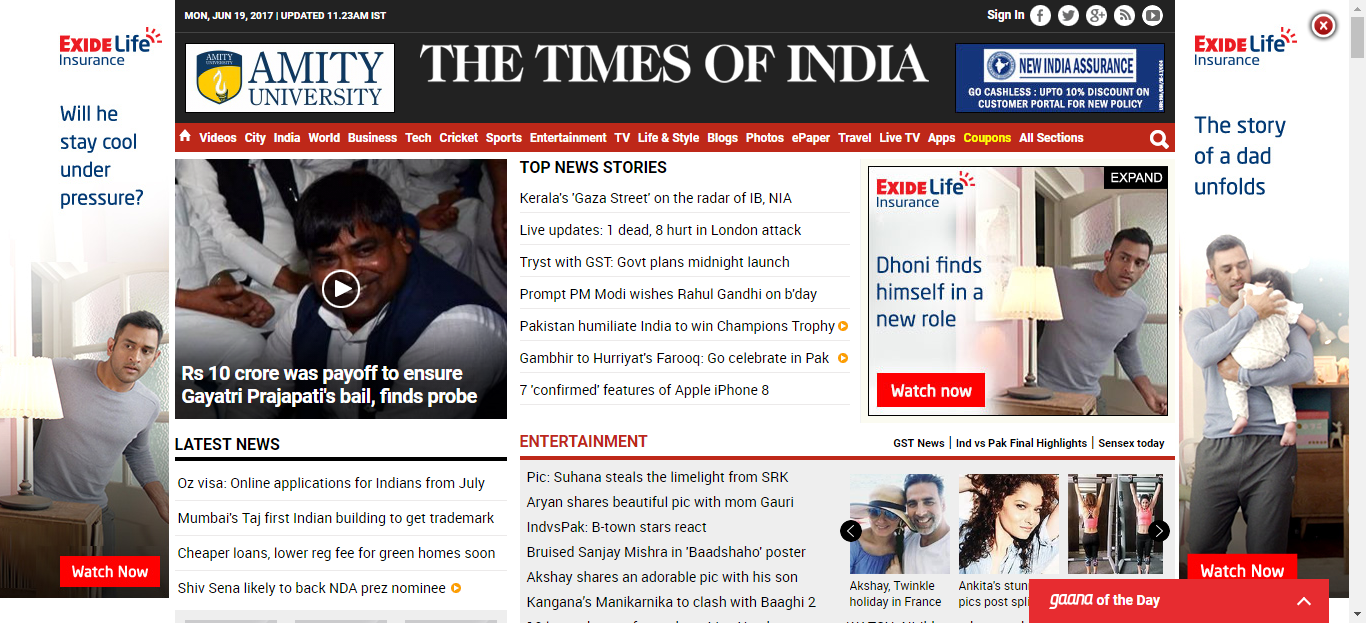 EXIDE Life
Insurance
Will he
stay cool
under
pressure?
Watch Now
MON, JUN 19, 2017 | UPDATED 11.23AM IST
Sign In
AMITY
UNIVERSITY
AMITY
UNIVERSITY
THE TIMES OF INDIA
NEW INDIA ASSURANCE
GO CASHLESS : UPTO 10% DISCOUNT ON
CUSTOMER PORTAL FOR NEW POLICY
Videos City India World Business Tech Cricket Sports Entertainment TV Life & Style Blogs Photos ePaper Travel Live TV Apps Coupons All Sections
Rs 10 crore was payoff to ensure
Gayatri Prajapati's bail, finds probe
TOP NEWS STORIES
Kerala's 'Gaza Street' on the radar of IB, NIA
Live updates: 1 dead, 8 hurt in London attack
Tryst with GST: Govt plans midnight launch
Prompt PM Modi wishes Rahul Gandhi on b'day
Pakistan humiliate India to win Champions Trophy
Gambhir to Hurriyat's Farooq: Go celebrate in Pak
7 'confirmed' features of Apple iPhone 8
EXPAND
EXIDE Life
Insurance
Dhoni finds
himself in a
new role
Watch now
LATEST NEWS
Oz visa: Online applications for Indians from July
Mumbai's Taj first Indian building to get trademark
Cheaper loans, lower reg fee for green homes soon
Shiv Sena likely to back NDA prez nominee
ENTERTAINMENT
GST News | Ind vs Pak Final Highlights | Sensex today
Pic: Suhana steals the limelight from SRK
Aryan shares beautiful pic with mom Gauri
IndvsPak: B-town stars react
Bruised Sanjay Mishra in 'Baadshaho' poster
Akshay shares an adorable pic with his son
Kangana's Manikarnika to clash with Baaghi 2
Akshay, Twinkle
holiday in France
Ankita's stun
pics post spli
gaana of the Day
EXIDE Life
Insurance
The story
of a dad
unfolds
Watch Now